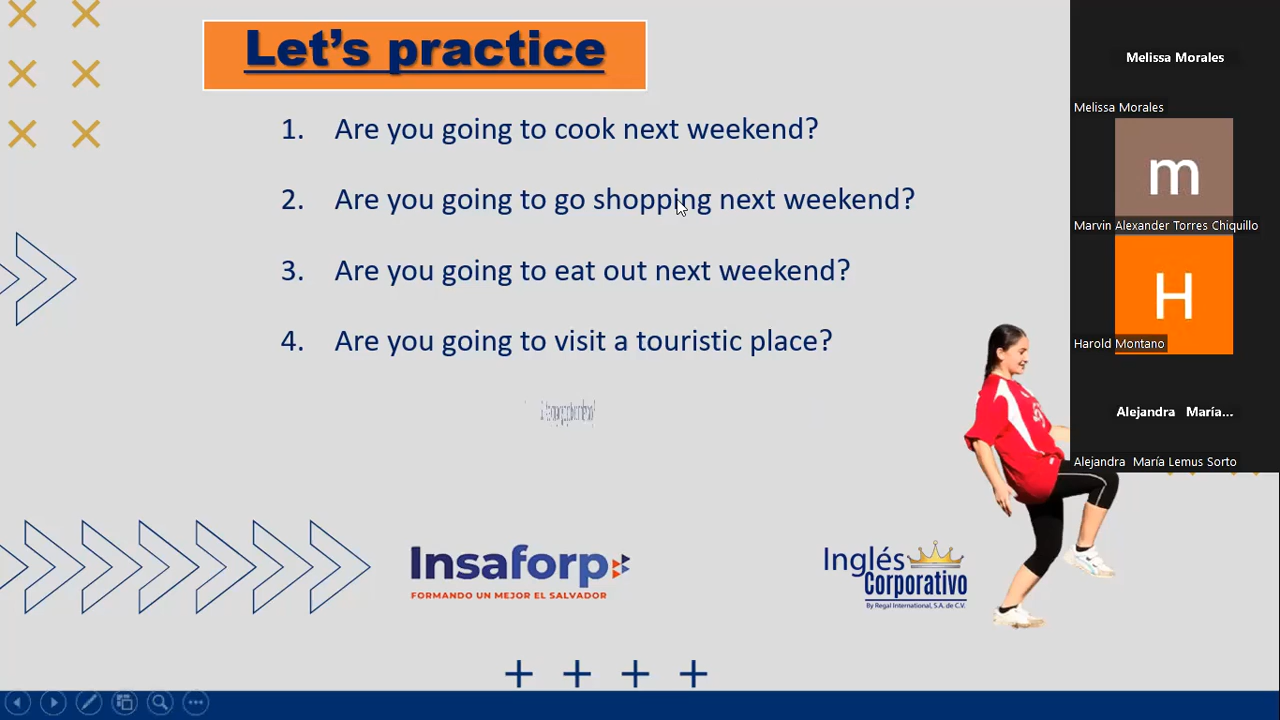 Let's practice
1. Are you going to cook next weekend?
2. Are you going to go shopping next weekend?
3. Are you going to eat out next weekend?
4. Are you going to visit a touristic place?
Insaforp
FORMANDO UN MEJOR EL SALVADOR
Inglés
Corporativo
By Regal International, S.A. de C.V.
Melissa Morales
Melissa Morales
m
Marvin Alexander Torres Chiquillo
H
Harold Montano
Alejandra María...
Alejandra María Lemus Sorto